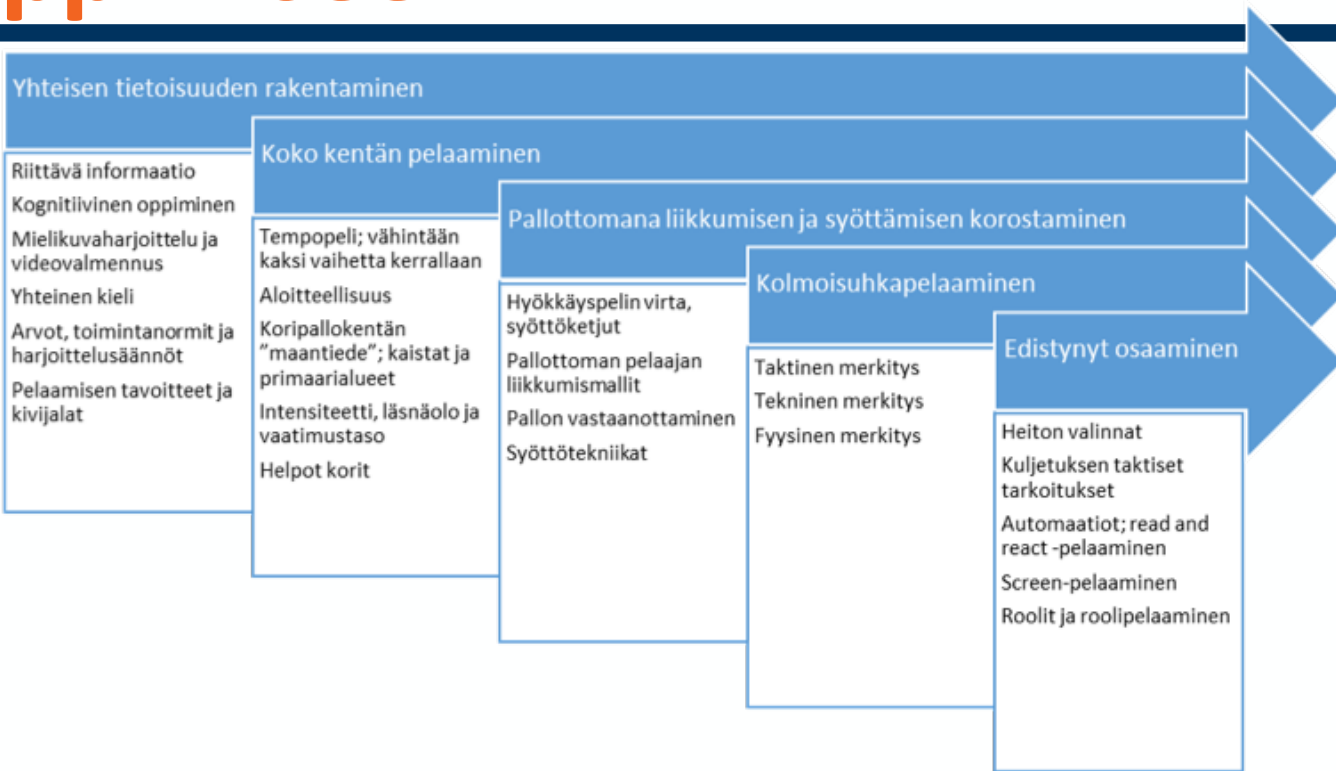 Yhteisen tietoisuuden rakentaminen
Riittävä informaatio
Kognitiivinen oppiminen
Mielikuvaharjoittelu ja
videovalmennus
Yhteinen kieli
Arvot, toimintanormit ja
harjoittelusäännöt
Pelaamisen tavoitteet ja
kivijalat
Koko kentän pelaaminen
Tempopeli; vähintään
kaksi vaihetta kerrallaan
Aloitteellisuus
Koripallokentän
”maantiede”; kaistat ja
primaarialueet
Intensiteetti, läsnäolo ja
vaatimustaso
Helpot korit
Pallottomana liikkumisen ja syöttämisen korostaminen
Hyökkäyspelin virta,
syöttöketjut
Pallottoman pelaajan
liikkumismallit
Pallon vastaanottaminen
Syöttötekniikat
Kolmoisuhkapelaaminen
Taktinen merkitys
Tekninen merkitys
Fyysinen merkitys
Edistynyt osaaminen
Heiton valinnat
Kuljetuksen taktiset
tarkoitukset
Automaatiot; read and
react -pelaaminen
Screen-pelaaminen
Roolit ja roolipelaaminen